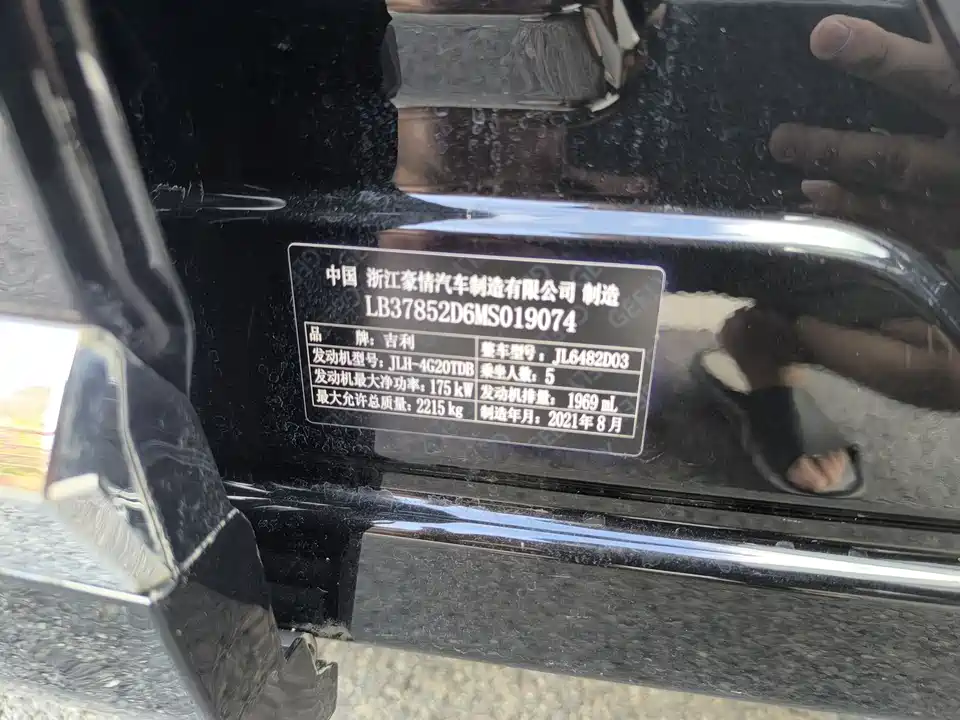 中国 浙江豪情汽车制造有限公司 制造
LB37852D6MS019074
品 牌：吉利 整车型号：JL6482D03
发动机型号：JLH-4G20TDB 乘坐人数：5
发动机最大净功率：175 kW 发动机排量：1969 mL
最大允许总质量：2215 kg 制造年月：2021年8月